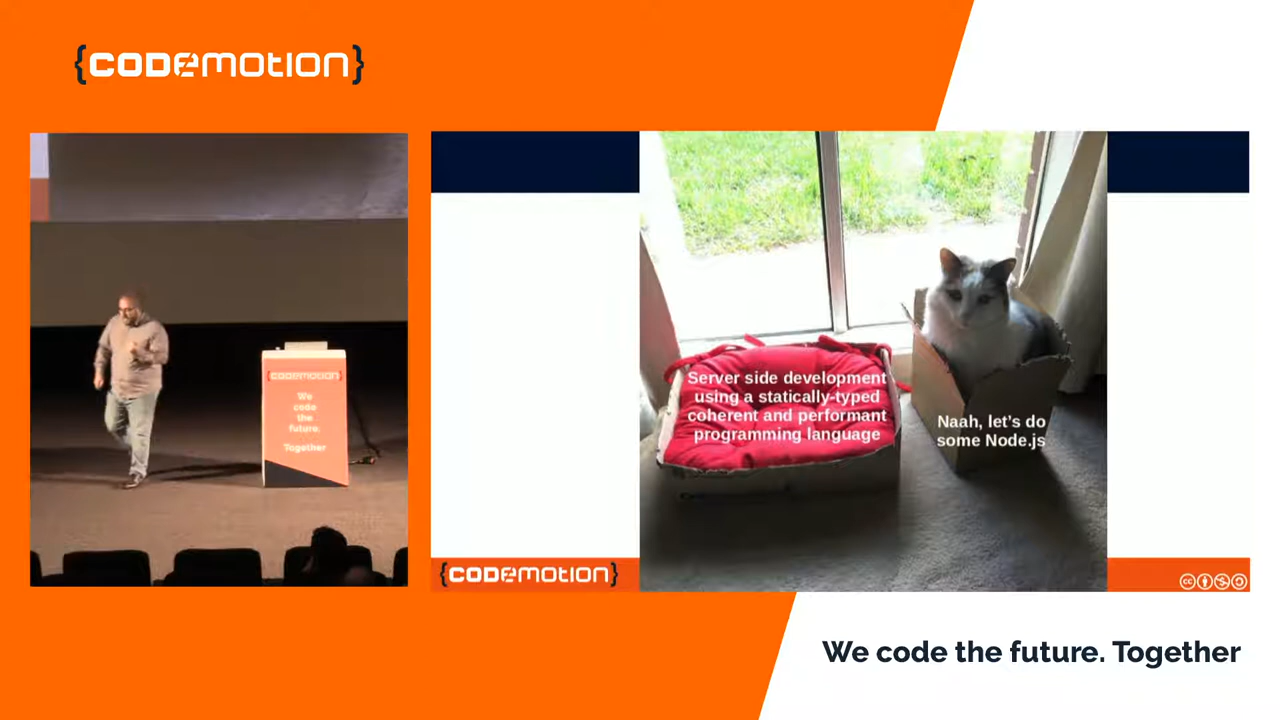 {CODEMOTION}
{CODEMOTION}
We
code
the
future.
Together
Server side development
using a statically-typed
coherent and performant
programming language
Naah, let's do
some Node.js
{CODEMOTION}
cc
We code the future. Together